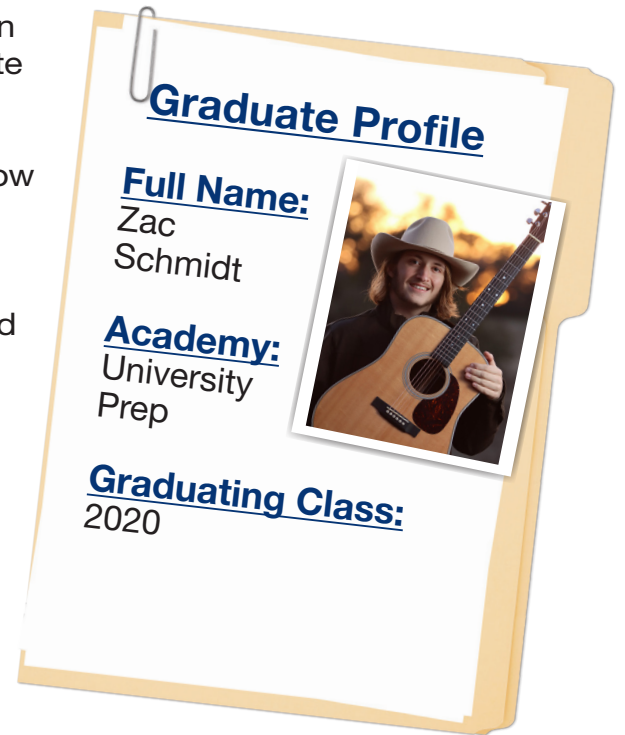 Graduate Profile
Full Name:
Zac
Schmidt
Academy:
University
Prep
Graduating Class:
2020